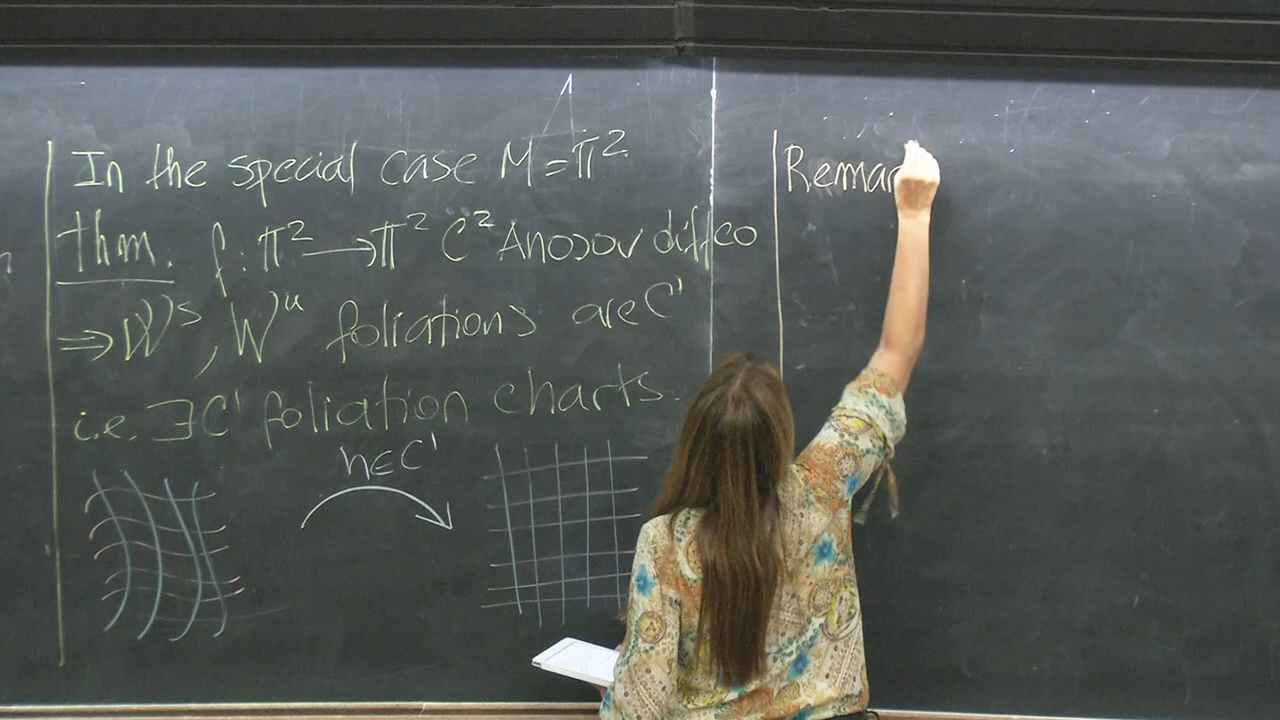 In the special case M = 𝕋²
thm. f: 𝕋² → 𝕋² C² Anosov diffeo
⇒ Wˢ, Wᵘ foliations are C¹
i.e. ∃ C¹ foliation charts.
h ∈ C¹
Remar